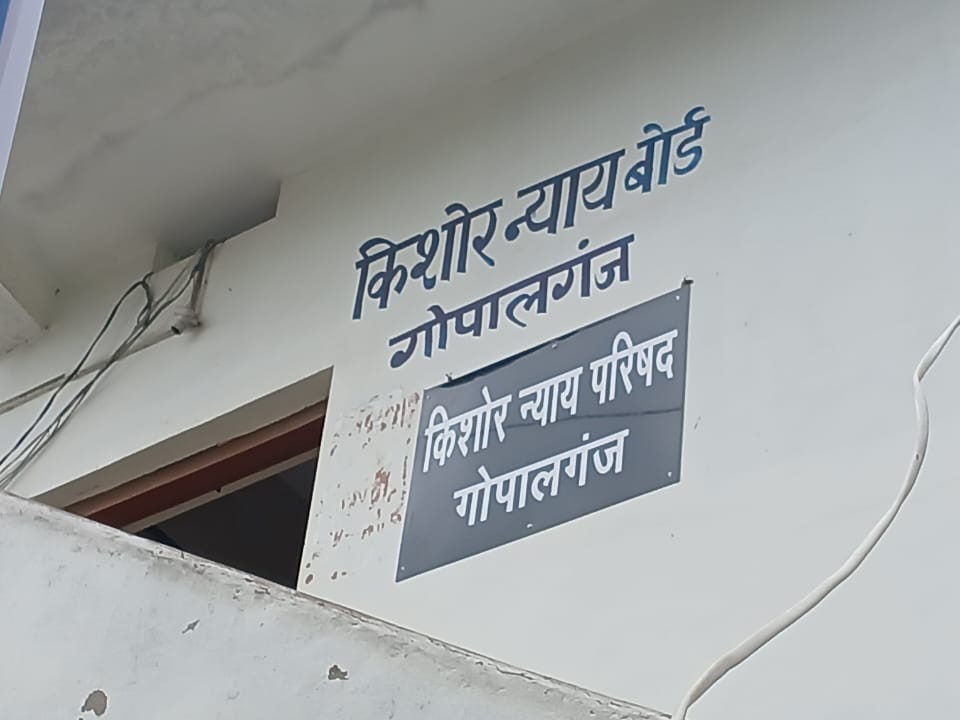 किशोर न्याय बोर्ड
गोपालगंज
किशोर न्याय परिषद
गोपालगंज